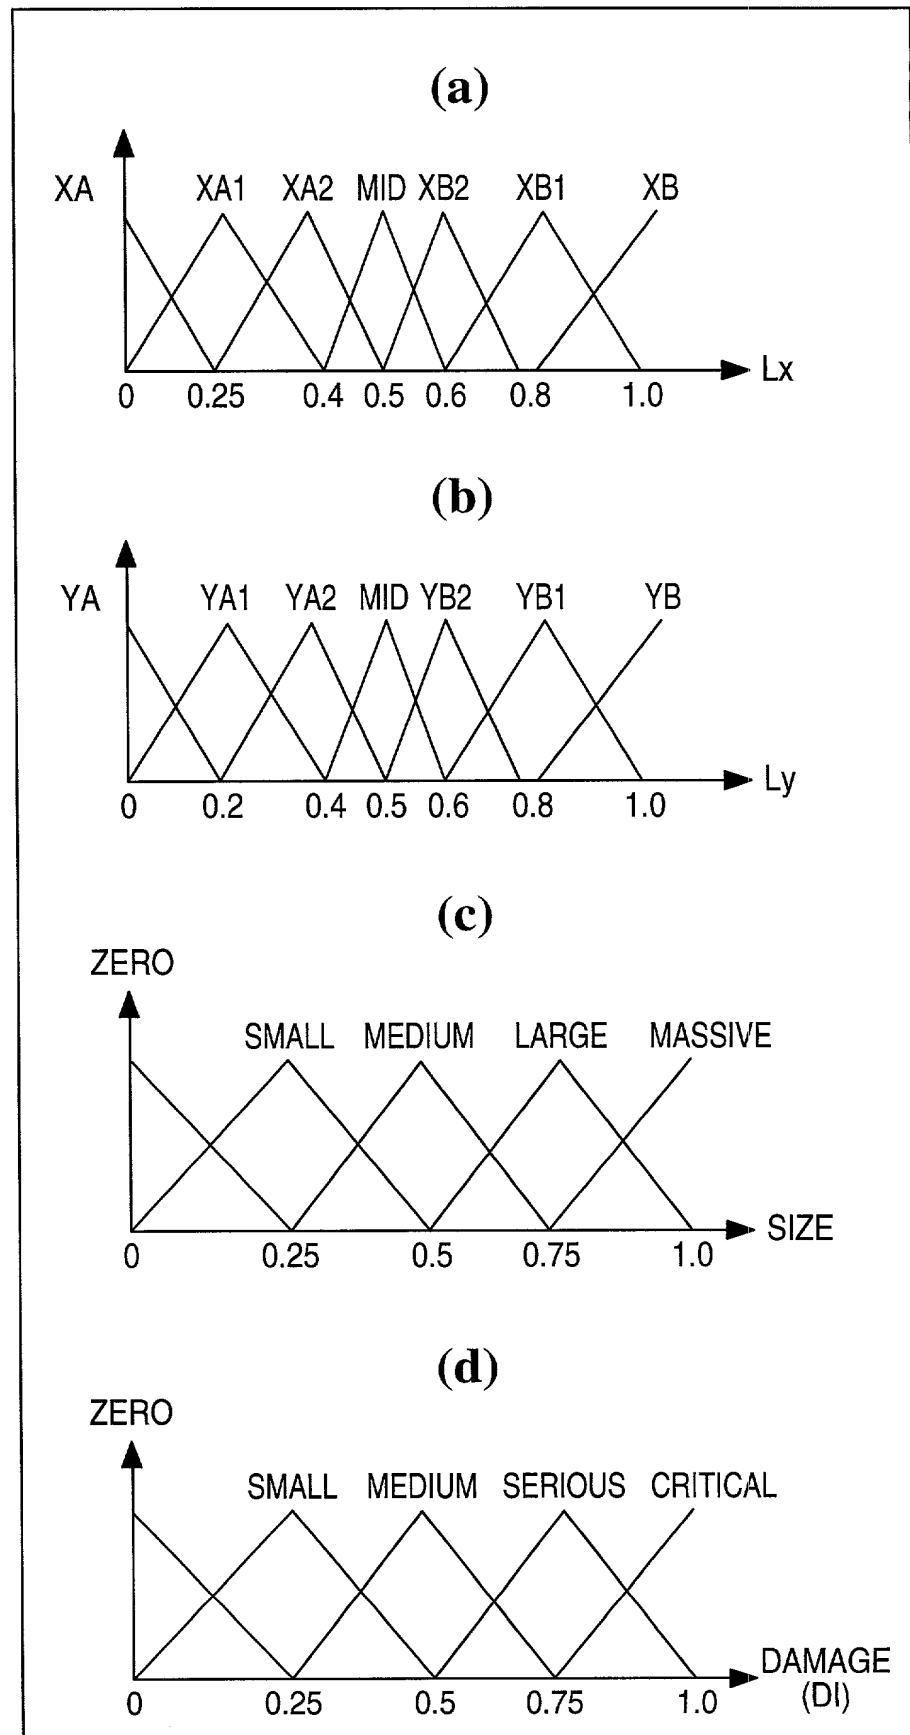 (a)
XA XA1 XA2 MID XB2 XB1 XB
0 0.25 0.4 0.5 0.6 0.8 1.0 Lx
(b)
YA YA1 YA2 MID YB2 YB1 YB
0 0.2 0.4 0.5 0.6 0.8 1.0 Ly
(c)
ZERO
SMALL MEDIUM LARGE MASSIVE
0 0.25 0.5 0.75 1.0 SIZE
(d)
ZERO
SMALL MEDIUM SERIOUS CRITICAL
0 0.25 0.5 0.75 1.0 DAMAGE
(DI)